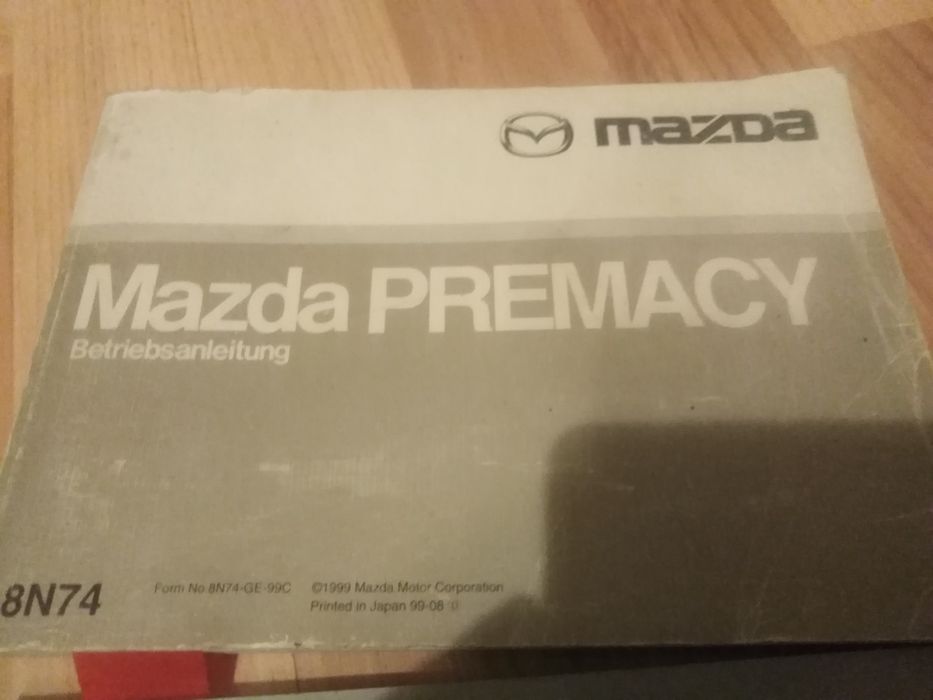 mazda
Mazda PREMACY
Betriebsanleitung
8N74
Form No.8N74-GE-99C ©1999 Mazda Motor Corporation
Printed in Japan 99-08